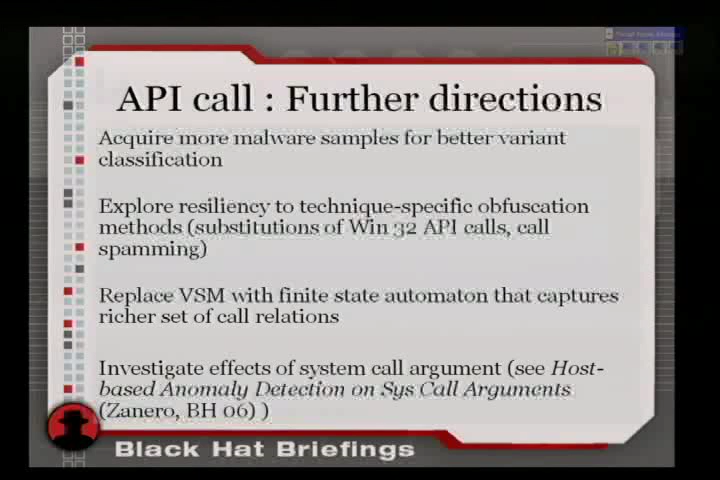 API call : Further directions
Acquire more malware samples for better variant
classification
Explore resiliency to technique-specific obfuscation
methods (substitutions of Win 32 API calls, call
spamming)
Replace VSM with finite state automaton that captures
richer set of call relations
Investigate effects of system call argument (see Host-
based Anomaly Detection on Sys Call Arguments
(Zanero, BH 06) )
Black Hat Briefings